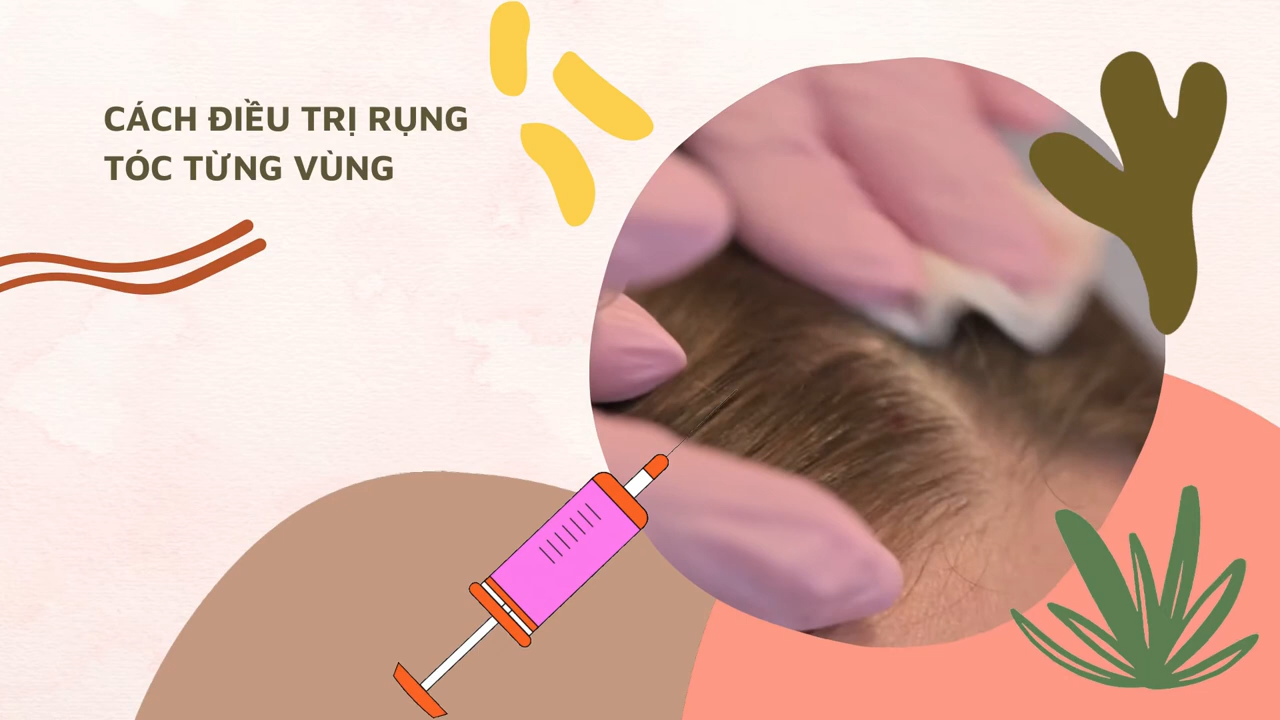 CÁCH ĐIỀU TRỊ RỤNG
TÓC TỪNG VÙNG